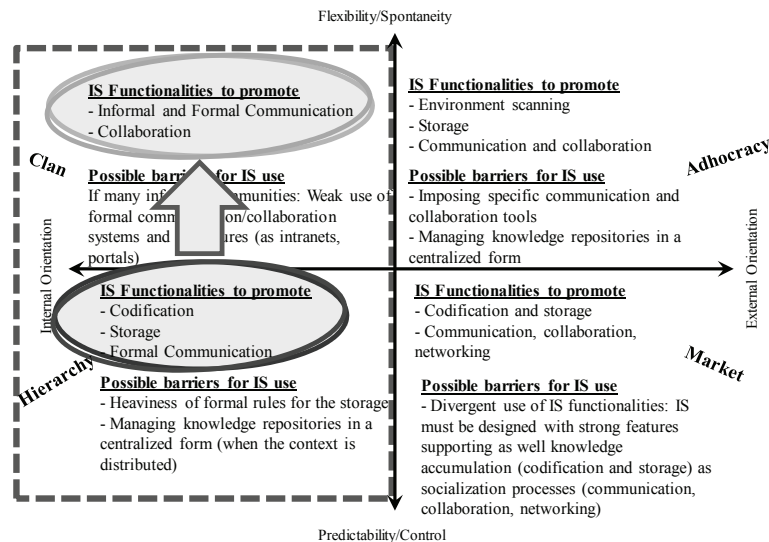 Flexibility/Spontaneity
IS Functionalities to promote
- Informal and Formal Communication
- Collaboration
Clan
Possible barriers for IS use
If many in munities: Weak use of
formal comm on/collaboration
systems and ures (as intranets,
portals)
IS Functionalities to promote
- Environment scanning
- Storage
- Communication and collaboration
Adhocracy
Possible barriers for IS use
- Imposing specific communication and
collaboration tools
- Managing knowledge repositories in a
centralized form
Internal Orientation
External Orientation
IS Functionalities to promote
- Codification
- Storage
- Formal Communication
Hierarchy
Possible barriers for IS use
- Heaviness of formal rules for the storage
- Managing knowledge repositories in a
centralized form (when the context is
distributed)
IS Functionalities to promote
- Codification and storage
- Communication, collaboration,
networking
Market
Possible barriers for IS use
- Divergent use of IS functionalities: IS
must be designed with strong features
supporting as well knowledge
accumulation (codification and storage) as
socialization processes (communication,
collaboration, networking)
Predictability/Control